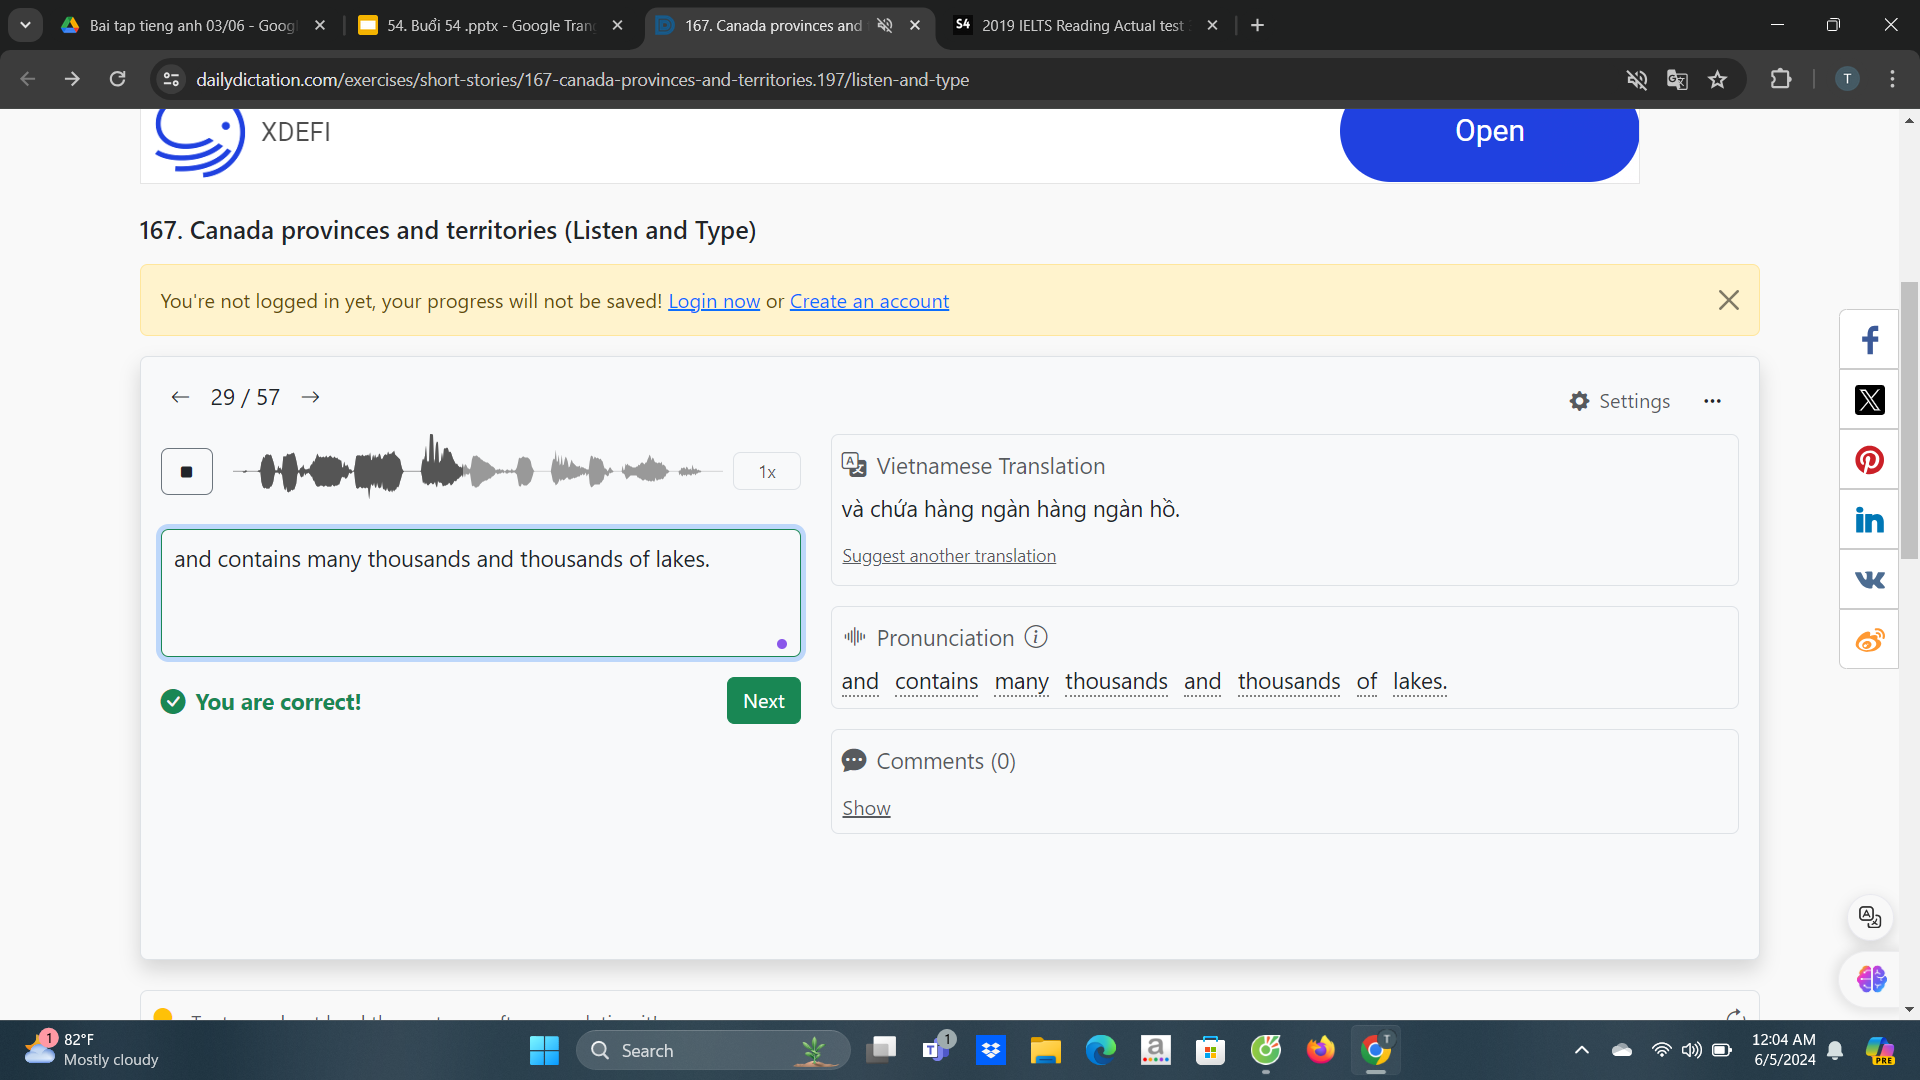 Bai tap tieng anh 03/06 - Googl
54. Buổi 54 .pptx - Google Tran
167. Canada provinces and
S4 2019 IELTS Reading Actual test
dailydictation.com/exercises/short-stories/167-canada-provinces-and-territories.197/listen-and-type
T
XDEFI
Open
167. Canada provinces and territories (Listen and Type)
You're not logged in yet, your progress will not be saved! Login now or Create an account
29 / 57
Settings
1x
Vietnamese Translation
và chứa hàng ngàn hàng ngàn hồ.
Suggest another translation
and contains many thousands and thousands of lakes.
Pronunciation
and contains many thousands and thousands of lakes.
You are correct!
Next
Comments (0)
Show
1
82°F
Mostly cloudy
Search
1
T
12:04 AM
6/5/2024
PRE